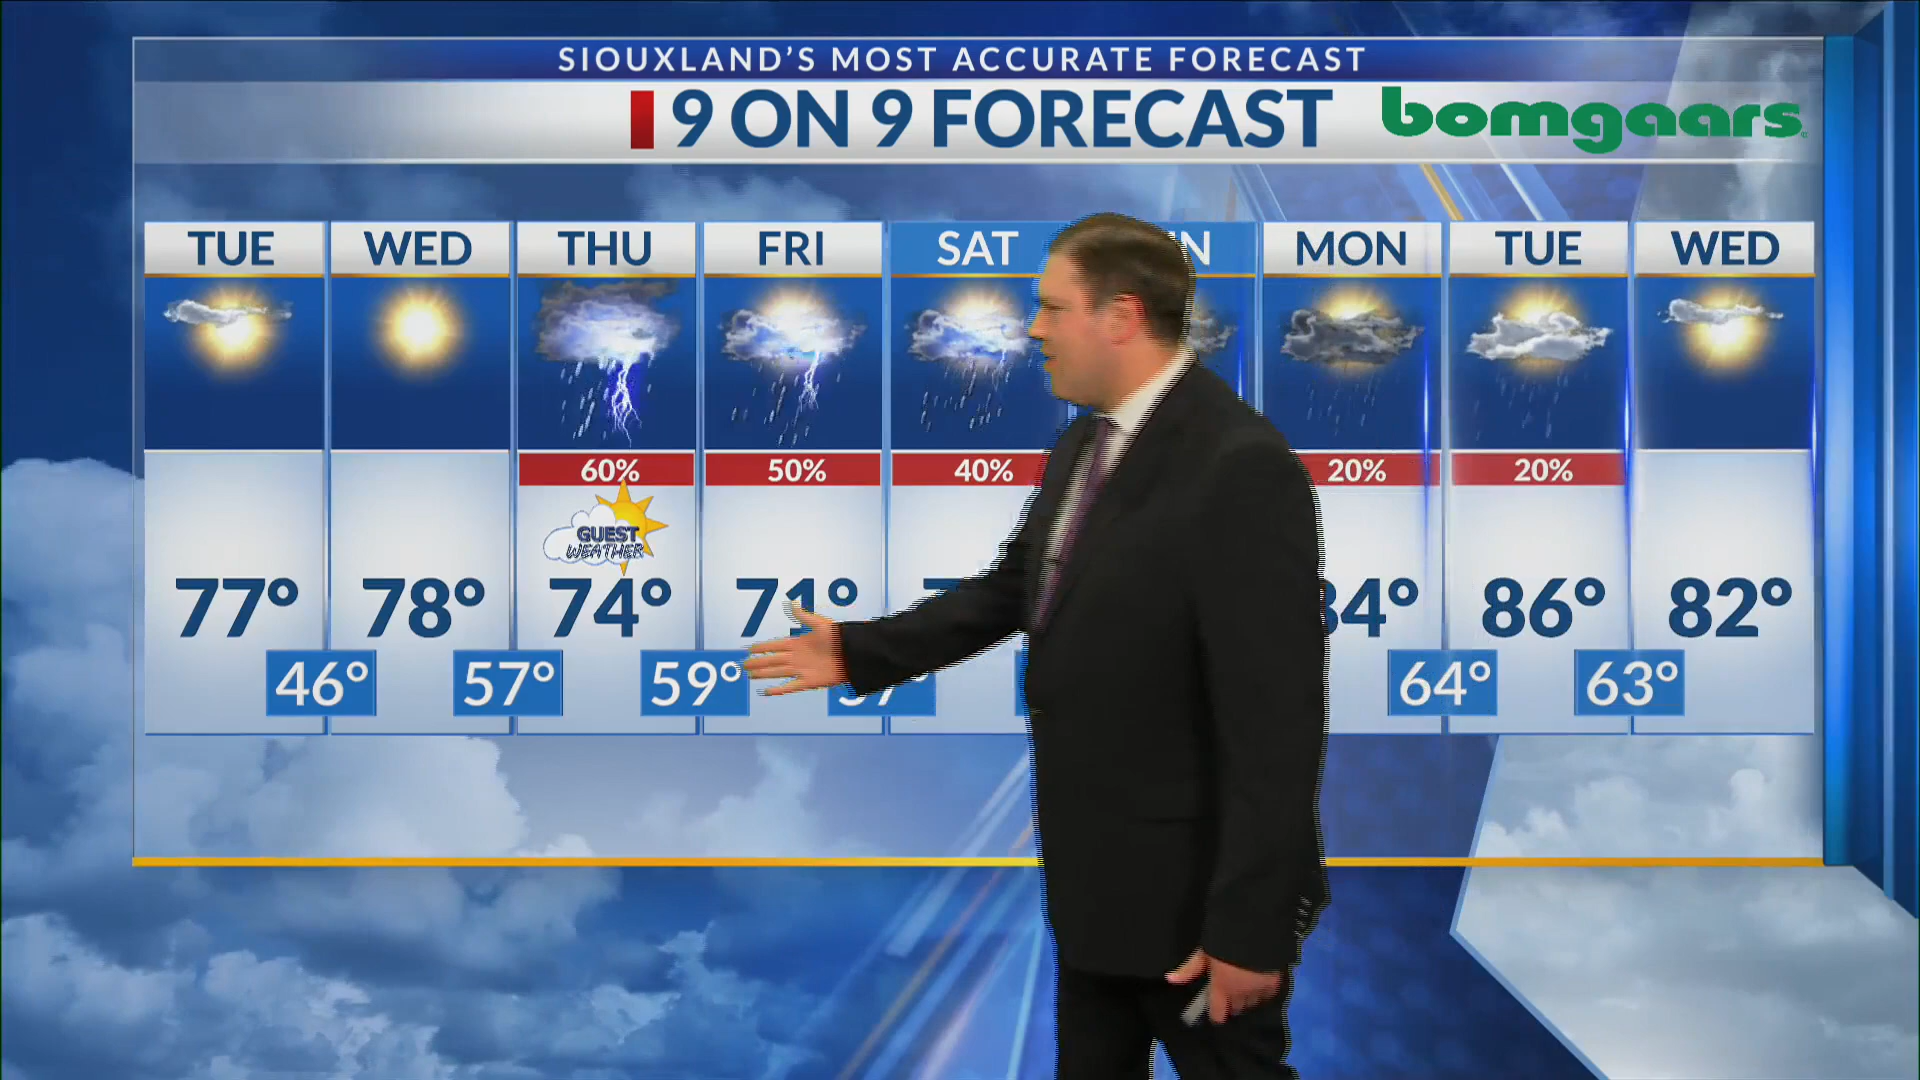 SIOUXLAND'S MOST ACCURATE FORECAST
9 ON 9 FORECAST
bomgaars
TUE WED THU FRI SAT MON TUE WED
60% 50% 40% 20% 20%
GUEST
WEATHER
77° 78° 74° 71° 86° 82°
46° 57° 59° 64° 63°